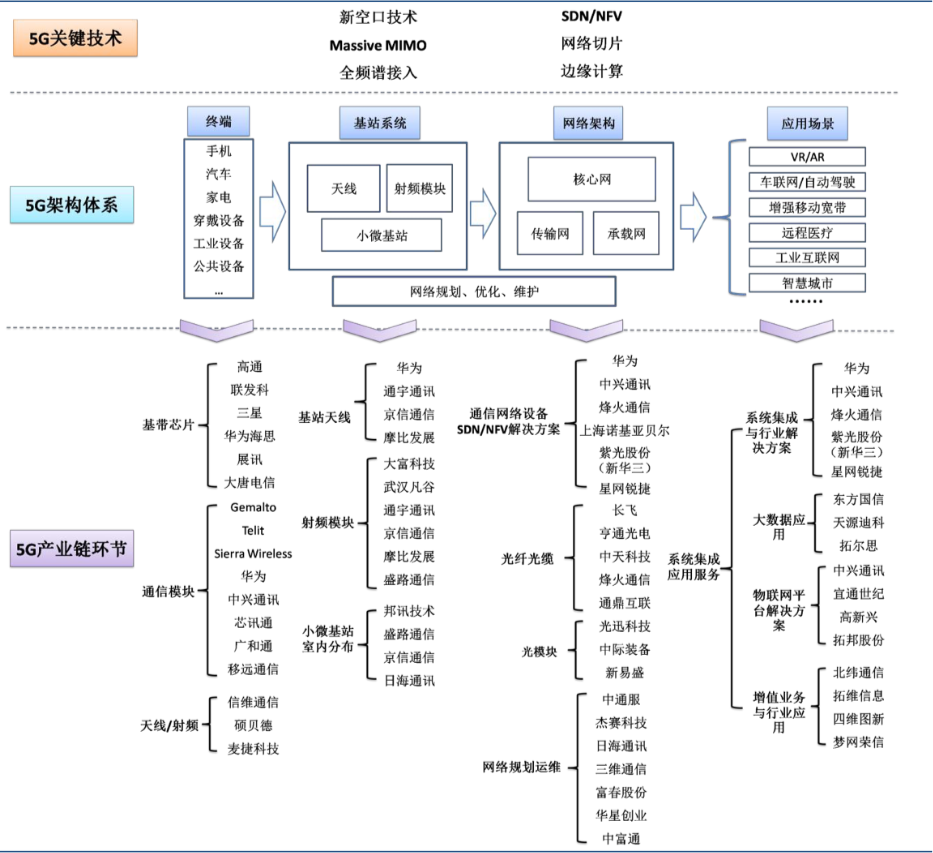 5G关键技术
新空口技术
Massive MIMO
全频谱接入
SDN/NFV
网络切片
边缘计算
5G架构体系
终端
手机
汽车
家电
穿戴设备
工业设备
公共设备
...
基站系统
天线
射频模块
小微基站
网络架构
核心网
传输网
承载网
网络规划、优化、维护
应用场景
VR/AR
车联网/自动驾驶
增强移动宽带
远程医疗
工业互联网
智慧城市
......
5G产业链环节
基带芯片
高通
联发科
三星
华为海思
展讯
大唐电信
通信模块
Gemalto
Telit
Sierra Wireless
华为
中兴通讯
芯讯通
广和通
移远通信
天线/射频
信维通信
硕贝德
麦捷科技
基站天线
华为
通宇通讯
京信通信
摩比发展
射频模块
大富科技
武汉凡谷
通宇通讯
京信通信
摩比发展
盛路通信
小微基站
室内分布
邦讯技术
盛路通信
京信通信
日海通讯
通信网络设备
SDN/NFV解决方案
华为
中兴通讯
烽火通信
上海诺基亚贝尔
紫光股份
（新华三）
星网锐捷
光纤光缆
长飞
亨通光电
中天科技
烽火通信
通鼎互联
光模块
光迅科技
中际装备
新易盛
网络规划运维
中通服
杰赛科技
日海通讯
三维通信
富春股份
华星创业
中富通
系统集成
应用服务
系统集成
与行业解
决方案
华为
中兴通讯
烽火通信
紫光股份
（新华三）
星网锐捷
大数据应
用
东方国信
天源迪科
拓尔思
物联网平
台解决方
案
中兴通讯
宜通世纪
高新兴
拓邦股份
增值业务
与行业应
用
北纬通信
拓维信息
四维图新
梦网荣信